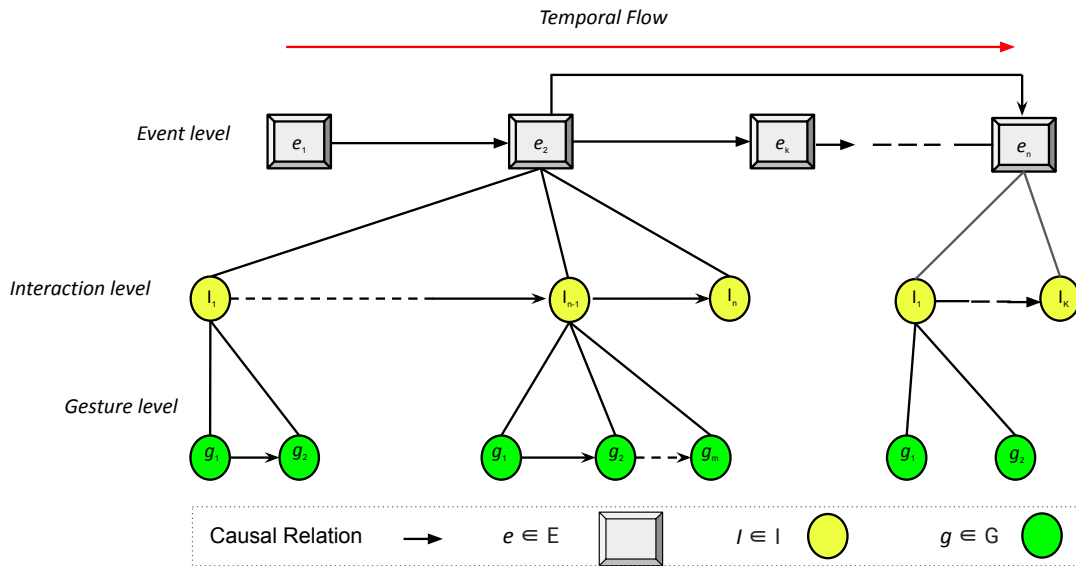 Temporal Flow
Event level
e1 e2 ek en
Interaction level
I1 In-1 In I1 IK
Gesture level
g1 g2 g1 g2 gm g1 g2
Causal Relation e ∈ E I ∈ I g ∈ G